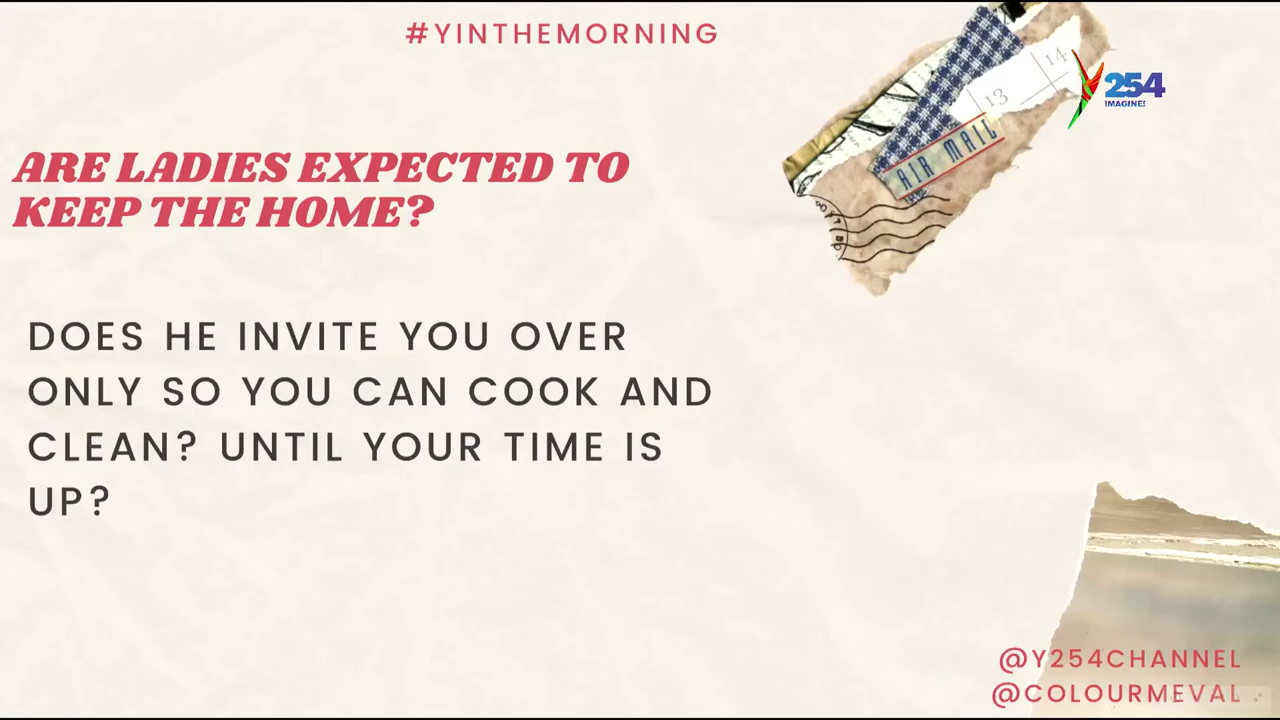 #YINTHEMORNING
14
13
254
IMAGINE!
AIR MAIL
ARE LADIES EXPECTED TO
KEEP THE HOME?
DOES HE INVITE YOU OVER
ONLY SO YOU CAN COOK AND
CLEAN? UNTIL YOUR TIME IS
UP?
@Y254CHANNEL
@COLOURMEVAL